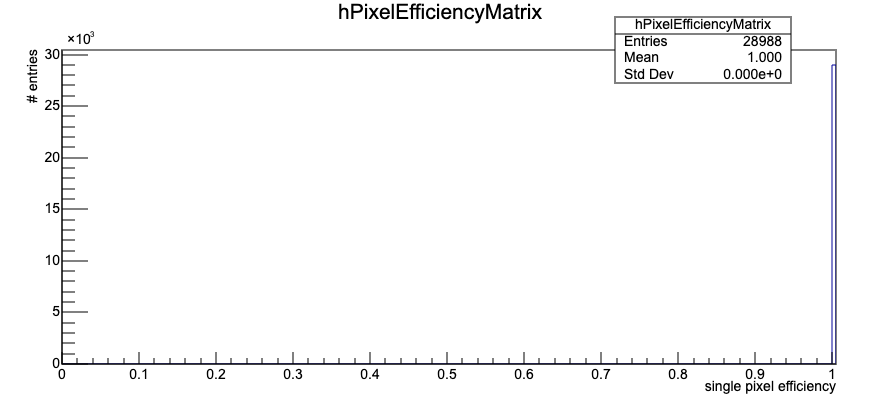 hPixelEfficiencyMatrix
hPixelEfficiencyMatrix
Entries 28988
Mean 1.000
Std Dev 0.000e+0
×10³
# entries
30
25
20
15
10
5
0
0 0.1 0.2 0.3 0.4 0.5 0.6 0.7 0.8 0.9 1
single pixel efficiency